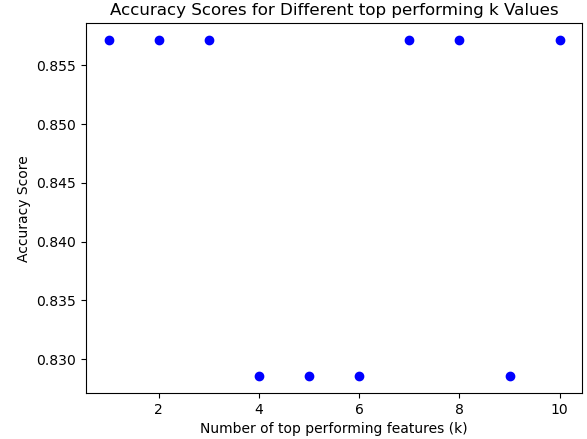 Accuracy Scores for Different top performing k Values
0.855
0.850
0.845
0.840
0.835
0.830
Accuracy Score
2 4 6 8 10
Number of top performing features (k)